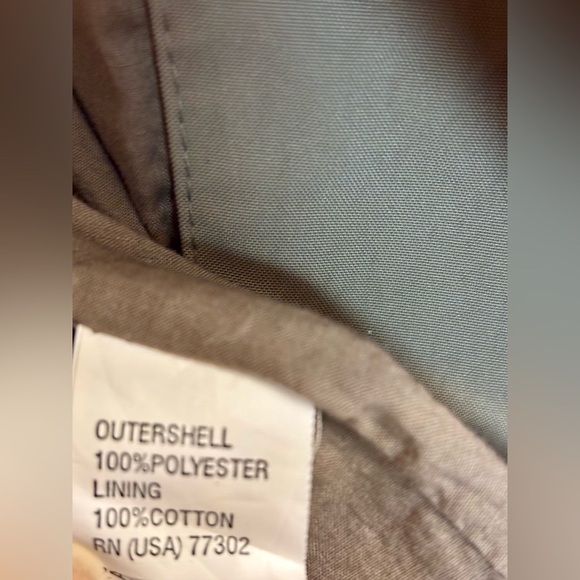 OUTERSHELL
100%POLYESTER
LINING
100%COTTON
RN (USA) 77302